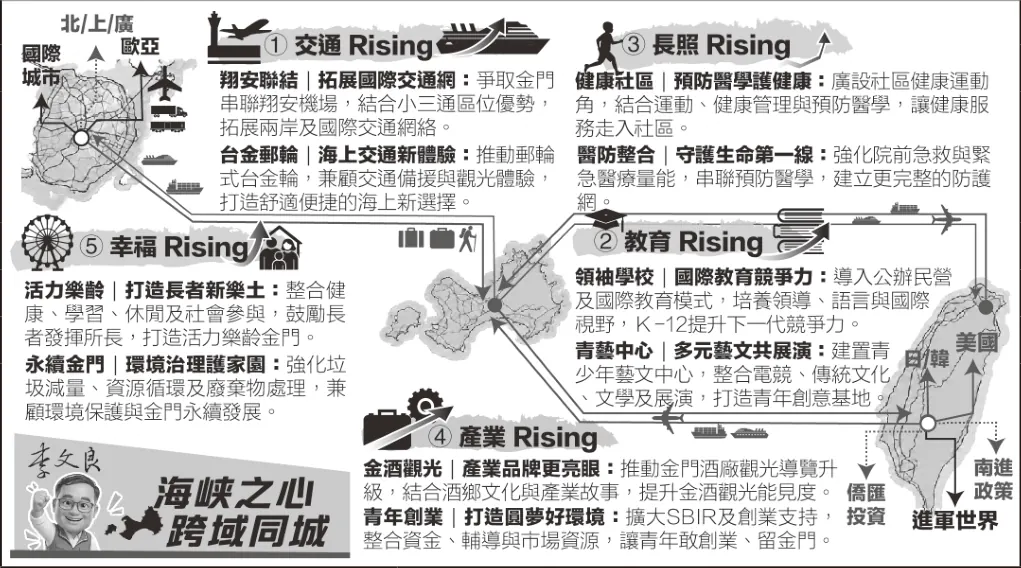 北/上/廣
國際
城市
歐亞
① 交通 Rising
翔安聯結｜拓展國際交通網：爭取金門
串聯翔安機場，結合小三通區位優勢，
拓展兩岸及國際交通網絡。
台金郵輪｜海上交通新體驗：推動郵輪
式台金輪，兼顧交通備援與觀光體驗，
打造舒適便捷的海上新選擇。
③ 長照 Rising
健康社區｜預防醫學護健康：廣設社區健康運動
角，結合運動、健康管理與預防醫學，讓健康服
務走入社區。
醫防整合｜守護生命第一線：強化院前急救與緊
急醫療量能，串聯預防醫學，建立更完整的防護
網。
⑤ 幸福 Rising
活力樂齡｜打造長者新樂土：整合健
康、學習、休閒及社會參與，鼓勵長
者發揮所長，打造活力樂齡金門。
永續金門｜環境治理護家園：強化垃
圾減量、資源循環及廢棄物處理，兼
顧環境保護與金門永續發展。
② 教育 Rising
領袖學校｜國際教育競爭力：導入公辦民營
及國際教育模式，培養領導、語言與國際
視野，K-12提升下一代競爭力。
青藝中心｜多元藝文共展演：建置青
少年藝文中心，整合電競、傳統文化
、文學及展演，打造青年創意基地。
日/韓
美國
④ 產業 Rising
金酒觀光｜產業品牌更亮眼：推動金門酒廠觀光導覽升
級，結合酒鄉文化與產業故事，提升金酒觀光能見度。
青年創業｜打造圓夢好環境：擴大SBIR及創業支持，
整合資金、輔導與市場資源，讓青年敢創業、留金門。
僑匯
投資
進軍世界
南進
政策
李文良
海峽之心
跨域同城